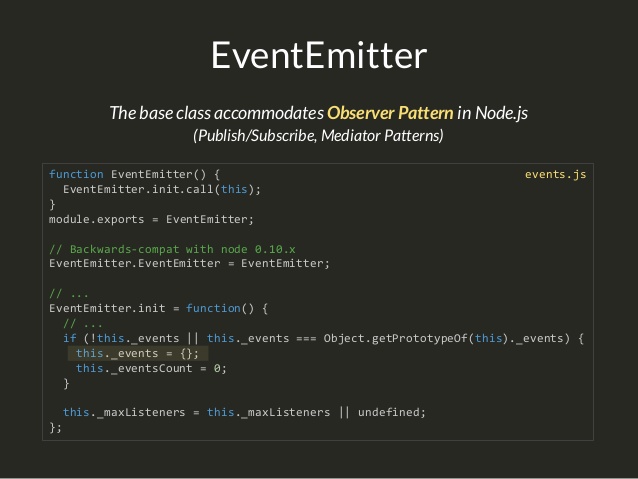 EventEmitter
The base class accommodates Observer Pattern in Node.js
(Publish/Subscribe, Mediator Patterns)
function EventEmitter() { events.js
  EventEmitter.init.call(this);
}
module.exports = EventEmitter;

// Backwards-compat with node 0.10.x
EventEmitter.EventEmitter = EventEmitter;

// ...
EventEmitter.init = function() {
  // ...
  if (!this._events || this._events === Object.getPrototypeOf(this)._events) {
    this._events = {};
    this._eventsCount = 0;
  }

  this._maxListeners = this._maxListeners || undefined;
};